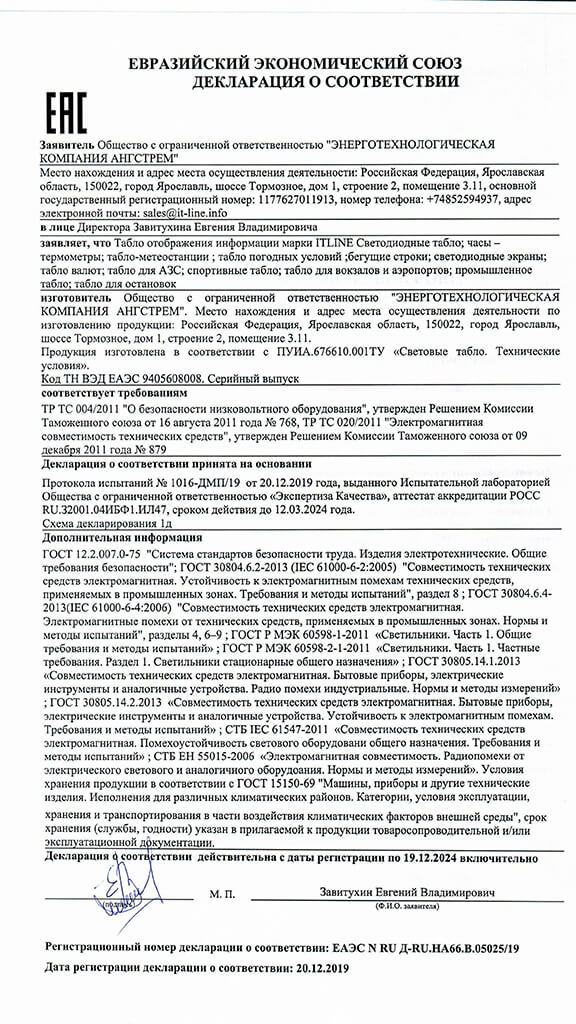 ЕВРАЗИЙСКИЙ ЭКОНОМИЧЕСКИЙ СОЮЗ
ДЕКЛАРАЦИЯ О СООТВЕТСТВИИ
ЕАС
Заявитель Общество с ограниченной ответственностью "ЭНЕРГОТЕХНОЛОГИЧЕСКАЯ
КОМПАНИЯ АНГСТРЕМ"
Место нахождения и адрес места осуществления деятельности: Российская Федерация, Ярославская
область, 150022, город Ярославль, шоссе Тормозное, дом 1, строение 2, помещение 3.11, основной
государственный регистрационный номер: 1177627011913, номер телефона: +74852594937, адрес
электронной почты: sales@it-line.info
в лице Директора Завитухина Евгения Владимировича
заявляет, что Табло отображения информации марки ITLINE Светодиодные табло; часы –
термометры; табло-метеостанции ; табло погодных условий ;бегущие строки; светодиодные экраны;
табло валют; табло для АЗС; спортивные табло; табло для вокзалов и аэропортов; промышленное
табло; табло для остановок
изготовитель Общество с ограниченной ответственностью "ЭНЕРГОТЕХНОЛОГИЧЕСКАЯ
КОМПАНИЯ АНГСТРЕМ". Место нахождения и адрес места осуществления деятельности по
изготовлению продукции: Российская Федерация, Ярославская область, 150022, город Ярославль,
шоссе Тормозное, дом 1, строение 2, помещение 3.11.
Продукция изготовлена в соответствии с ПУИА.676610.001ТУ «Световые табло. Технические
условия».
Код ТН ВЭД ЕАЭС 9405608008. Серийный выпуск
соответствует требованиям
ТР ТС 004/2011 "О безопасности низковольтного оборудования", утвержден Решением Комиссии
Таможенного союза от 16 августа 2011 года № 768, ТР ТС 020/2011 "Электромагнитная
совместимость технических средств", утвержден Решением Комиссии Таможенного союза от 09
декабря 2011 года № 879
Декларация о соответствии принята на основании
Протокола испытаний № 1016-ДМП/19 от 20.12.2019 года, выданного Испытательной лабораторией
Общества с ограниченной ответственностью «Экспертиза Качества», аттестат аккредитации РОСС
RU.32001.04ИБФ1.ИЛ47, сроком действия до 12.03.2024 года.
Схема декларирования 1д
Дополнительная информация
ГОСТ 12.2.007.0-75 "Система стандартов безопасности труда. Изделия электротехнические. Общие
требования безопасности"; ГОСТ 30804.6.2-2013 (IEC 61000-6-2:2005) "Совместимость технических
средств электромагнитная. Устойчивость к электромагнитным помехам технических средств,
применяемых в промышленных зонах. Требования и методы испытаний", раздел 8 ; ГОСТ 30804.6.4-
2013(IEC 61000-6-4:2006) "Совместимость технических средств электромагнитная.
Электромагнитные помехи от технических средств, применяемых в промышленных зонах. Нормы и
методы испытаний", разделы 4, 6–9 ; ГОСТ Р МЭК 60598-1-2011 «Светильники. Часть 1. Общие
требования и методы испытаний» ; ГОСТ Р МЭК 60598-2-1-2011 «Светильники. Часть 1. Частные
требования. Раздел 1. Светильники стационарные общего назначения» ; ГОСТ 30805.14.1.2013
«Совместимость технических средств электромагнитная. Бытовые приборы, электрические
инструменты и аналогичные устройства. Радио помехи индустриальные. Нормы и методы измерений»
; ГОСТ 30805.14.2.2013 «Совместимость технических средств электромагнитная. Бытовые приборы,
электрические инструменты и аналогичные устройства. Устойчивость к электромагнитным помехам.
Требования и методы испытаний» ; СТБ IEC 61547-2011 «Совместимость технических средств
электромагнитная. Помехоустойчивость светового оборудовани общего назначения. Требования и
методы испытаний» ; СТБ ЕН 55015-2006 «Электромагнитная совместимость. Радиопомехи от
электрического светового и аналогичного оборудоания. Нормы и методы измерений». Условия
хранения продукции в соответствии с ГОСТ 15150-69 "Машины, приборы и другие технические
изделия. Исполнения для различных климатических районов. Категории, условия эксплуатации,
хранения и транспортирования в части воздействия климатических факторов внешней среды", срок
хранения (службы, годности) указан в прилагаемой к продукции товаросопроводительной и/или
эксплуатационной документации.
Декларация о соответствии действительна с даты регистрации по 19.12.2024 включительно
М. П.
Завитухин Евгений Владимирович
(подпись)
(Ф.И.О. заявителя)
Регистрационный номер декларации о соответствии: ЕАЭС N RU Д-RU.НА66.В.05025/19
Дата регистрации декларации о соответствии: 20.12.2019